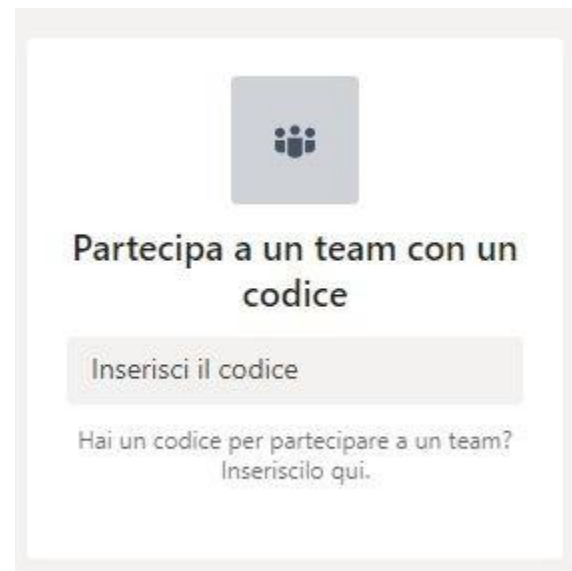 Partecipa a un team con un
codice
Inserisci il codice
Hai un codice per partecipare a un team?
Inseriscilo qui.